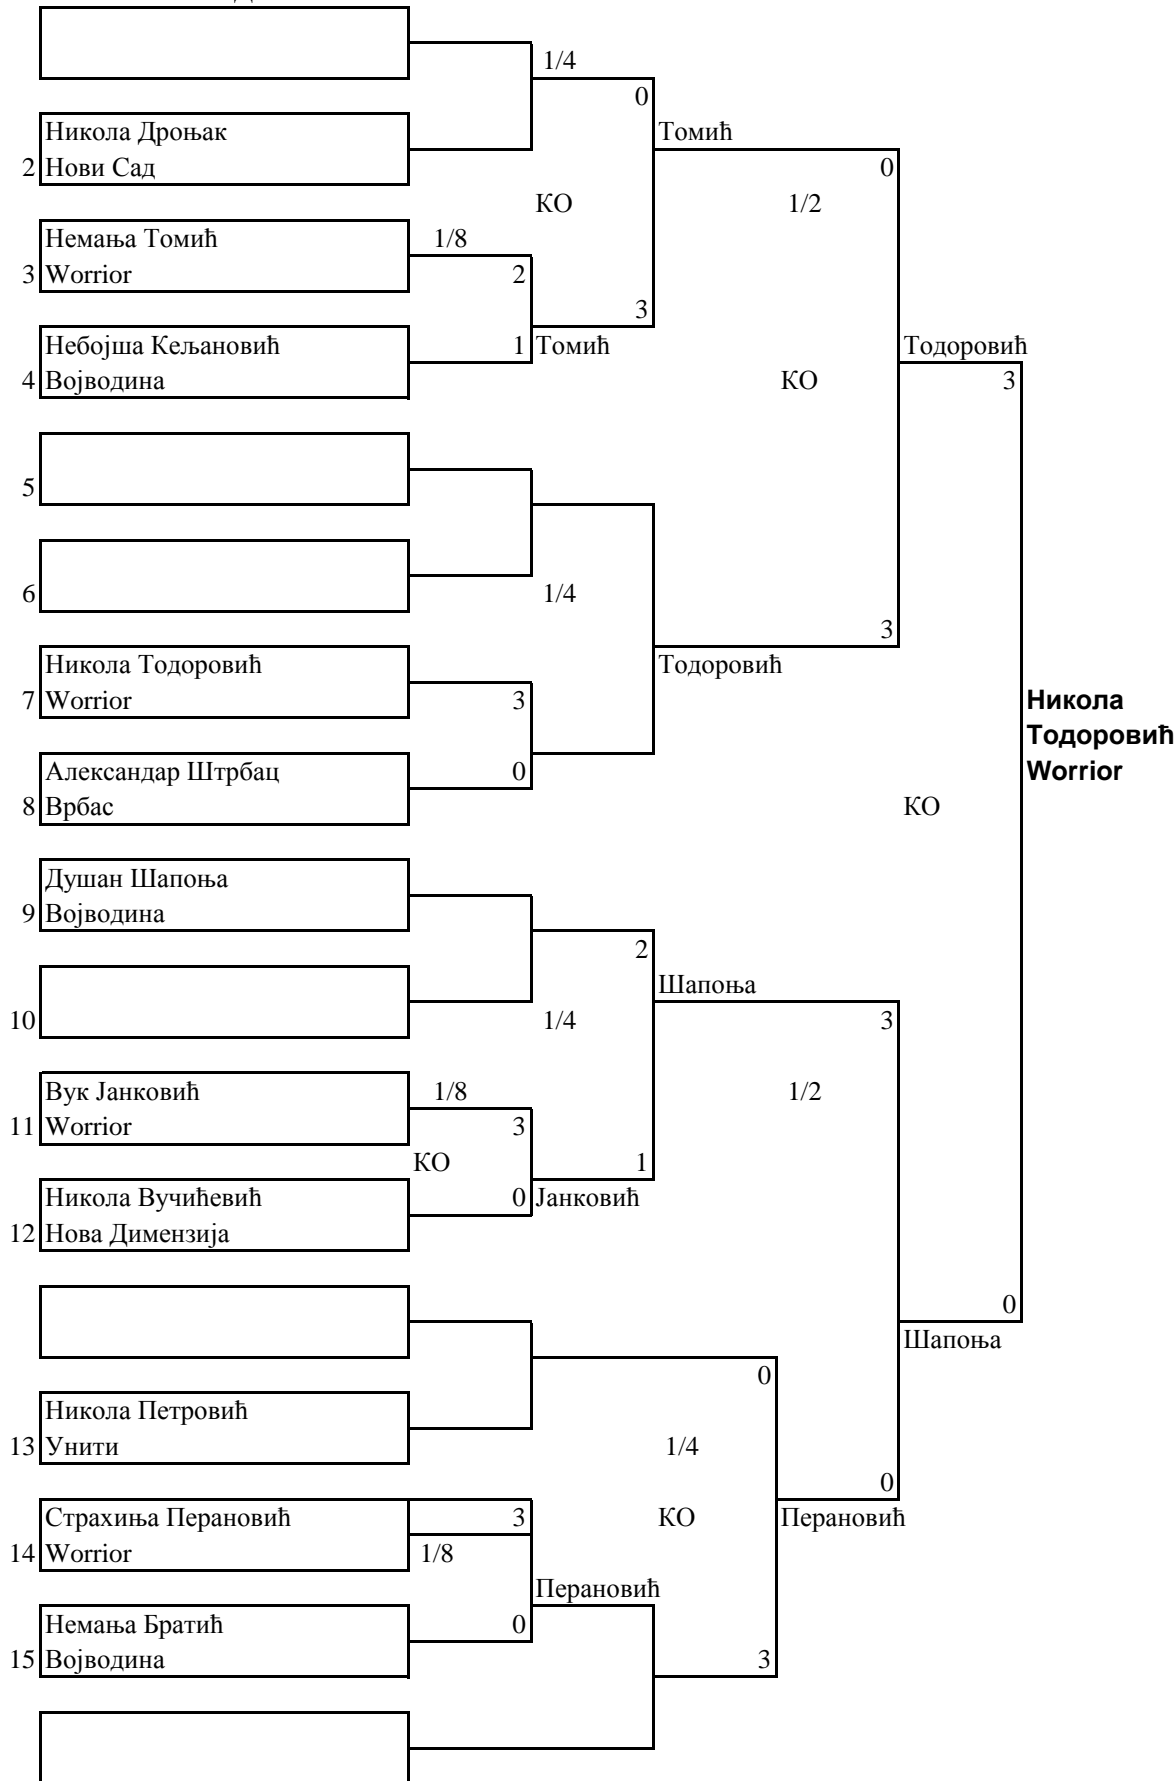 1/4
0
Никола Дроњак
Томић
2 Нови Сад
0
КО
1/2
Немања Томић
1/8
3 Worrior
2
3
Небојша Кељановић
1 Томић
Тодоровић
4 Војводина
КО
3
5
6
1/4
3
Никола Тодоровић
Тодоровић
7 Worrior
3
Никола
Тодоровић
Worrior
Александар Штрбац
0
8 Врбас
КО
Душан Шапоња
9 Војводина
2
Шапоња
10
1/4
3
Вук Јанковић
1/8
1/2
11 Worrior
3
КО
1
Никола Вучићевић
0 Јанковић
12 Нова Димензија
0
Шапоња
0
Никола Петровић
13 Унити
1/4
0
Страхиња Перановић
3
КО
Перановић
14 Worrior
1/8
Перановић
Немања Братић
0
15 Војводина
3